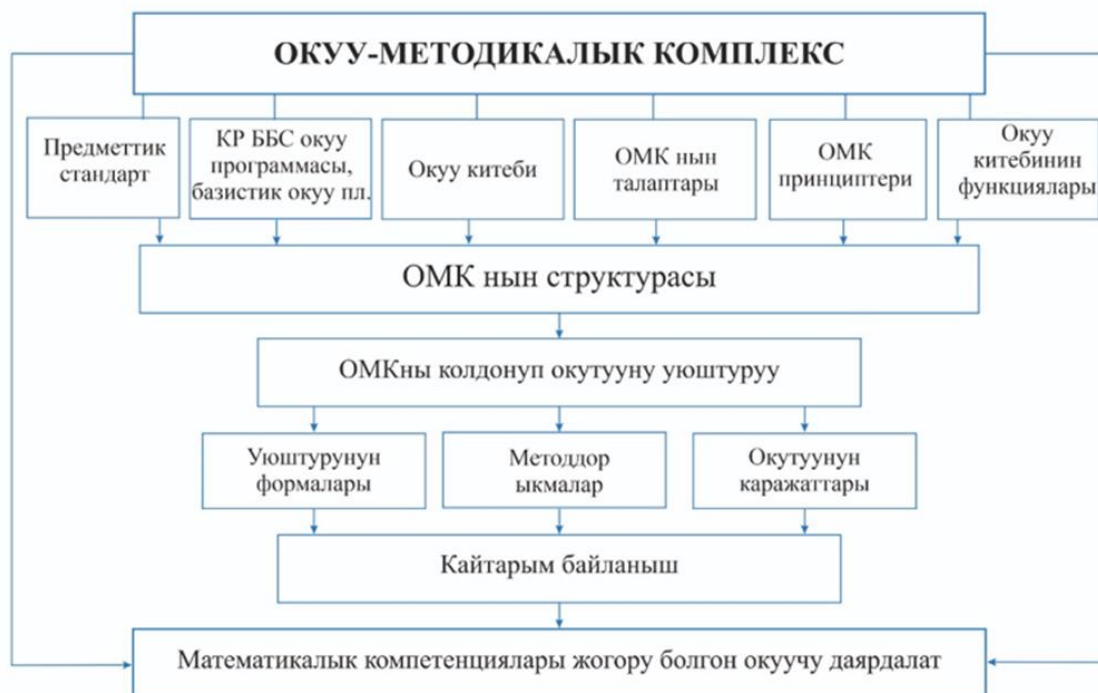 ОКУУ-МЕТОДИКАЛЫК КОМПЛЕКС
Предметтик
стандарт
КР ББС окуу
программасы,
базистик окуу пл.
Окуу китеби
ОМК нын
талаптары
ОМК
принциптери
Окуу
китебинин
функциялары
ОМК нын структурасы
ОМКны колдонуп окутууну уюштуруу
Уюштурунун
формалары
Методдор
ыкмалар
Окутуунун
каражаттары
Кайтарым байланыш
Математикалык компетенциялары жогору болгон окуучу даярдалат